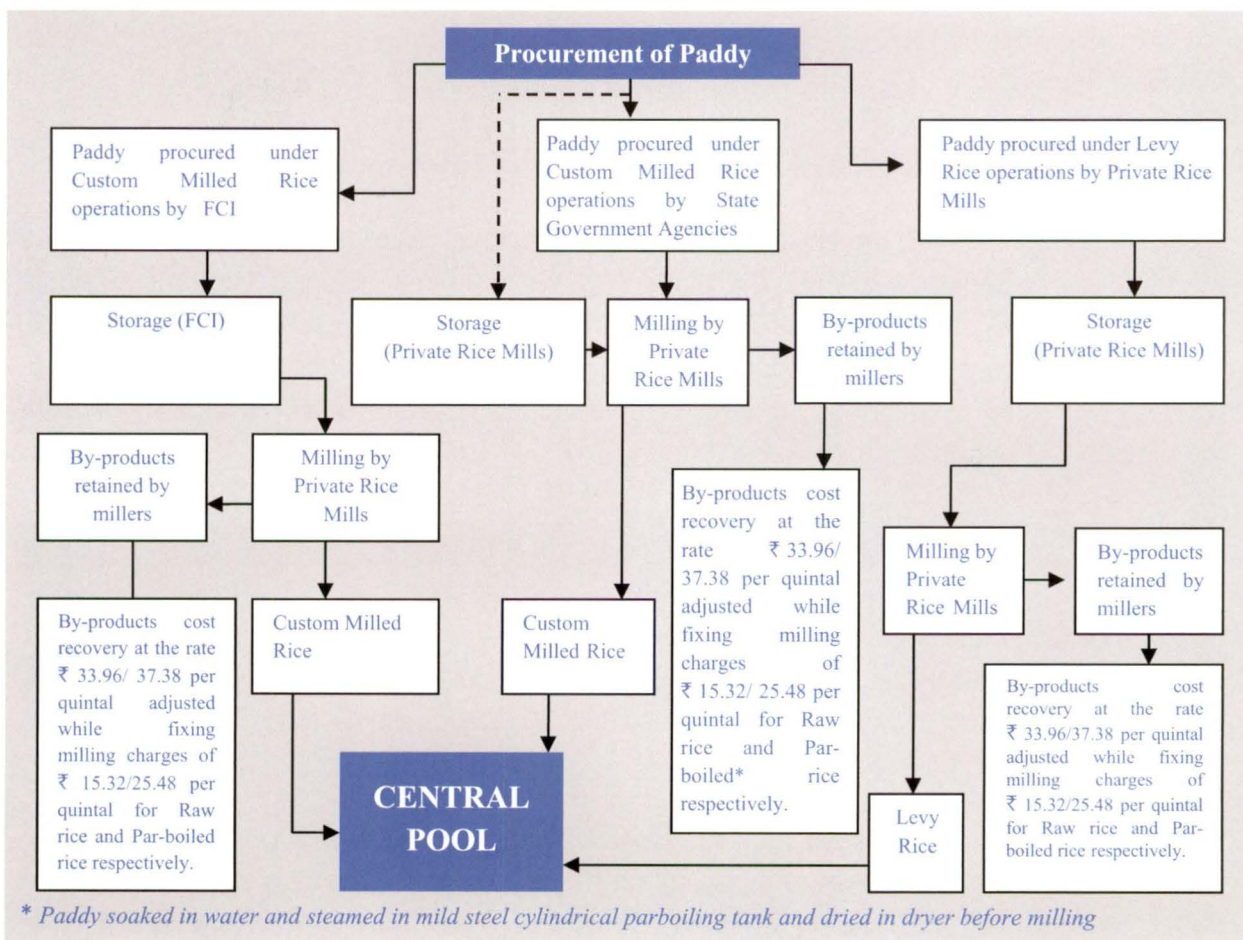 Procurement of Paddy
Paddy procured under
Custom Milled Rice
operations by FCI
Paddy procured under
Custom Milled Rice
operations by State
Government Agencies
Paddy procured under Levy
Rice operations by Private Rice
Mills
Storage (FCI)
Storage
(Private Rice Mills)
Milling by
Private
Rice Mills
By-products
retained by
millers
Storage
(Private Rice Mills)
By-products
retained by
millers
Milling by
Private Rice
Mills
By-products cost
recovery at the
rate ₹ 33.96/
37.38 per quintal
adjusted while
fixing milling
charges of
₹ 15.32/ 25.48 per
quintal for Raw
rice and Par-
boiled* rice
respectively.
Milling by
Private
Rice Mills
By-products
retained by
millers
By-products cost
recovery at the rate
₹ 33.96/ 37.38 per
quintal adjusted
while fixing
milling charges of
₹ 15.32/25.48 per
quintal for Raw
rice and Par-boiled
rice respectively.
Custom Milled
Rice
Custom
Milled Rice
By-products cost
recovery at the rate
₹ 33.96/37.38 per quintal
adjusted while fixing
milling charges of
₹ 15.32/25.48 per quintal
for Raw rice and Par-
boiled rice respectively.
CENTRAL
POOL
Levy
Rice
* Paddy soaked in water and steamed in mild steel cylindrical parboiling tank and dried in dryer before milling